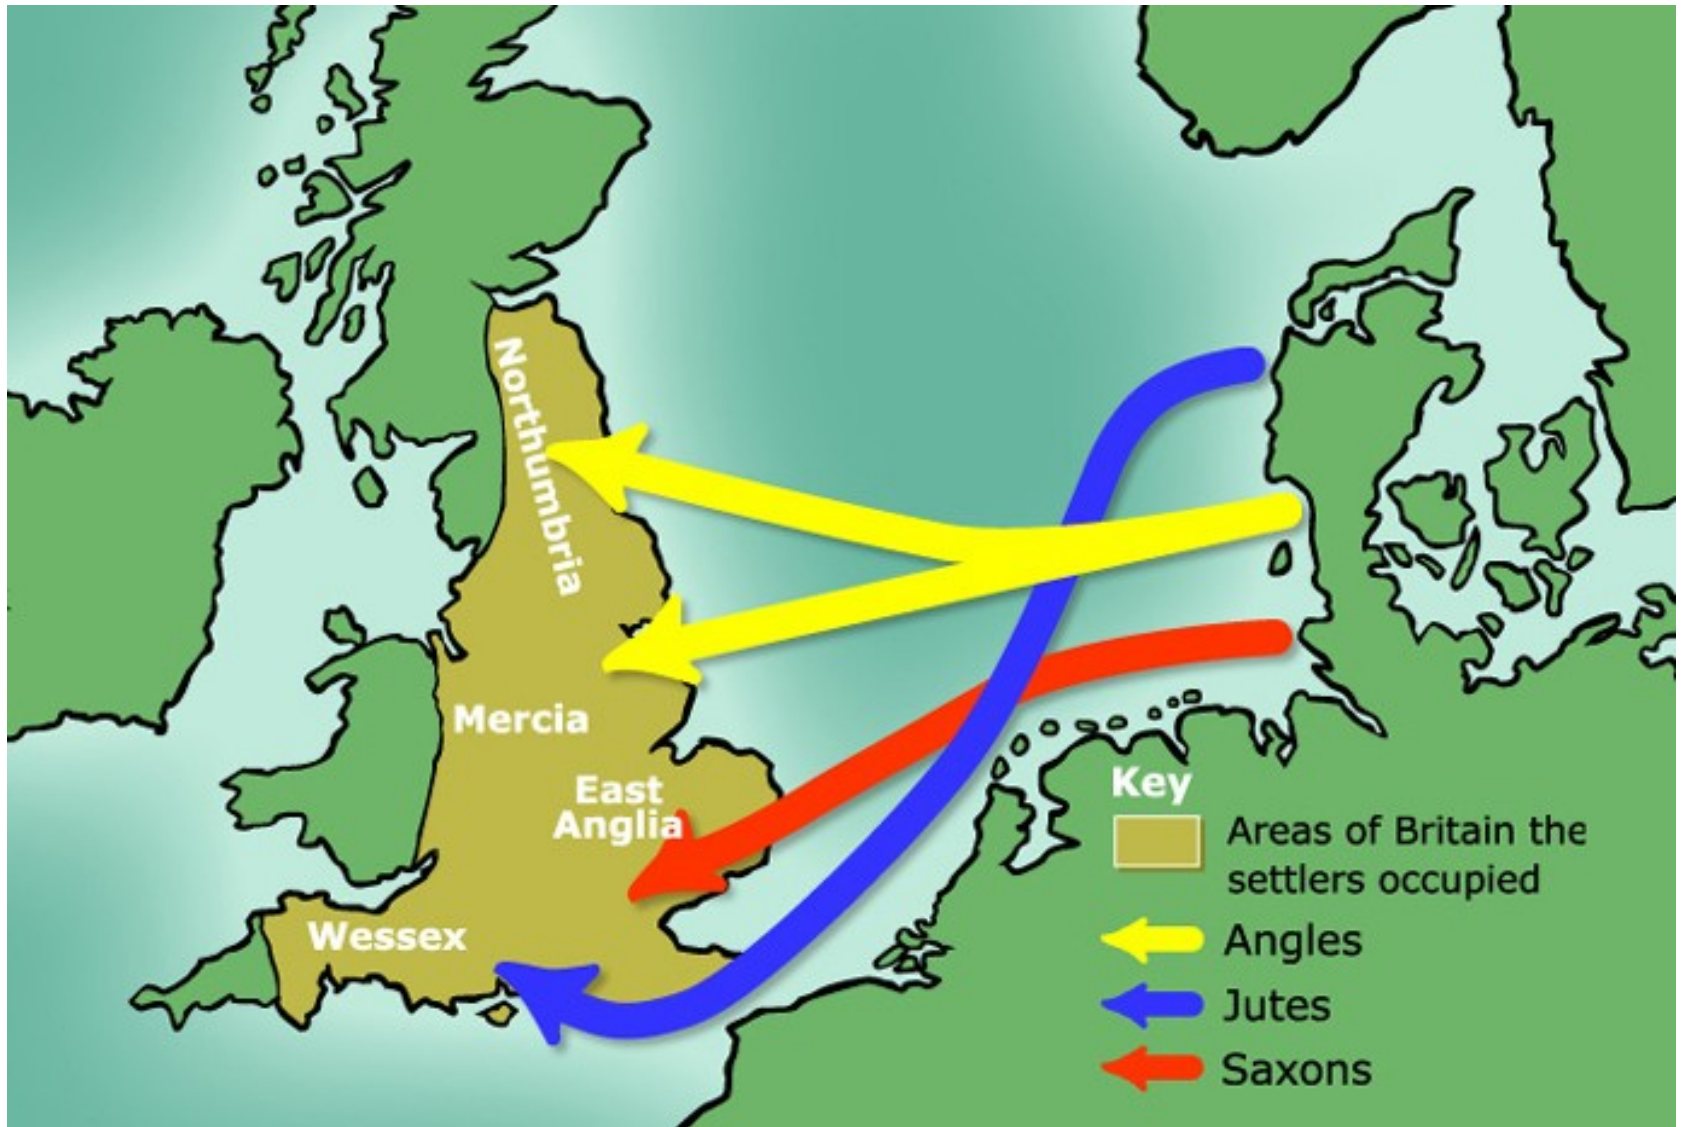 Northumbria
Mercia
East
Anglia
Wessex
Key
Areas of Britain the
settlers occupied
Angles
Jutes
Saxons